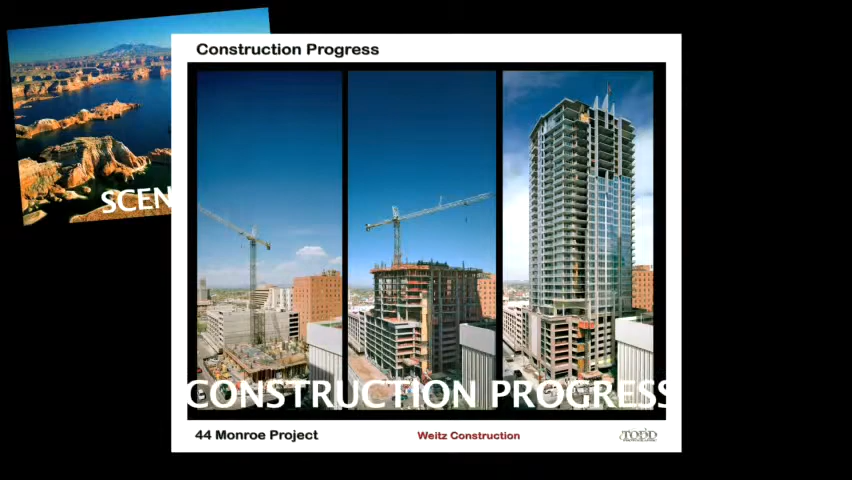 Construction Progress
SCEN
CONSTRUCTION PROGRESS
44 Monroe Project
Weitz Construction
TODD